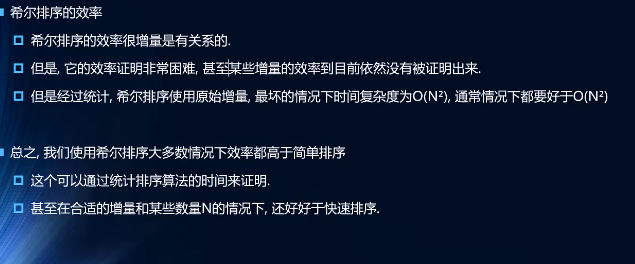 希尔排序的效率
希尔排序的效率很增量是有关系的.
但是, 它的效率证明非常困难, 甚至某些增量的效率到目前依然没有被证明出来.
但是经过统计, 希尔排序使用原始增量, 最坏的情况下时间复杂度为O(N²), 通常情况下都要好于O(N²)
总之, 我们使用希尔排序大多数情况下效率都高于简单排序
这个可以通过统计排序算法的时间来证明.
甚至在合适的增量和某些数量N的情况下, 还好好于快速排序.